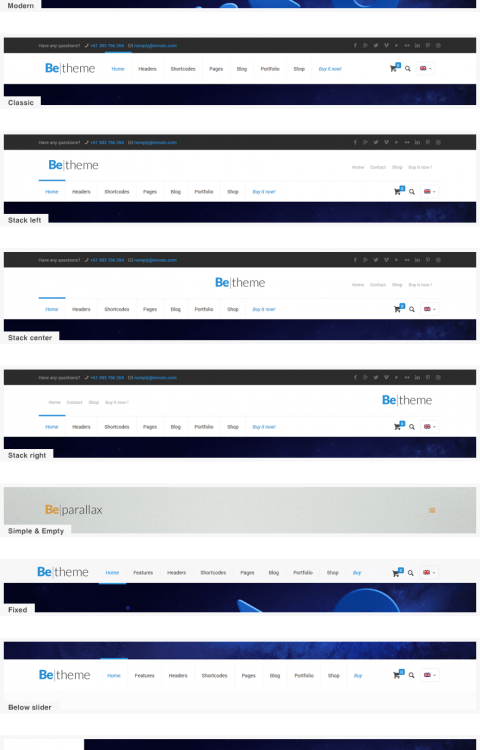 Modern
Have any questions? +61 383 766 284 noreply@envato.com
Be|theme Home Headers Shortcodes Pages Blog Portfolio Shop Buy it now!
Classic
Have any questions? +61 383 766 284 noreply@envato.com
Be|theme Home Contact Shop Buy it now !
Home Headers Shortcodes Pages Blog Portfolio Shop Buy it now!
Stack left
Have any questions? +61 383 766 284 noreply@envato.com
Be|theme Home Contact Shop Buy it now !
Home Headers Shortcodes Pages Blog Portfolio Shop Buy it now!
Stack center
Have any questions? +61 383 766 284 noreply@envato.com
Home Contact Shop Buy it now ! Be|theme
Home Headers Shortcodes Pages Blog Portfolio Shop Buy it now!
Stack right
Be|parallax
Simple & Empty
Be|theme Home Features Headers Shortcodes Pages Blog Portfolio Shop Buy
Fixed
Be|theme Home Features Headers Shortcodes Pages Blog Portfolio Shop Buy
Below slider